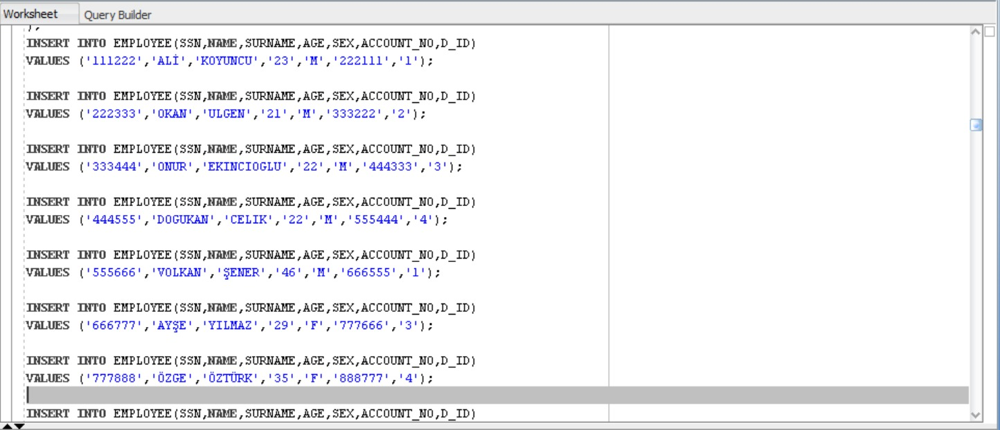 Worksheet Query Builder
);
INSERT INTO EMPLOYEE(SSN,NAME,SURNAME,AGE,SEX,ACCOUNT_NO,D_ID)
VALUES ('111222','ALİ','KOYUNCU','23','M','222111','1');
INSERT INTO EMPLOYEE(SSN,NAME,SURNAME,AGE,SEX,ACCOUNT_NO,D_ID)
VALUES ('222333','OKAN','ULGEN','21','M','333222','2');
INSERT INTO EMPLOYEE(SSN,NAME,SURNAME,AGE,SEX,ACCOUNT_NO,D_ID)
VALUES ('333444','ONUR','EKINCIOGLU','22','M','444333','3');
INSERT INTO EMPLOYEE(SSN,NAME,SURNAME,AGE,SEX,ACCOUNT_NO,D_ID)
VALUES ('444555','DOGUKAN','CELIK','22','M','555444','4');
INSERT INTO EMPLOYEE(SSN,NAME,SURNAME,AGE,SEX,ACCOUNT_NO,D_ID)
VALUES ('555666','VOLKAN','ŞENER','46','M','666555','1');
INSERT INTO EMPLOYEE(SSN,NAME,SURNAME,AGE,SEX,ACCOUNT_NO,D_ID)
VALUES ('666777','AYŞE','YILMAZ','29','F','777666','3');
INSERT INTO EMPLOYEE(SSN,NAME,SURNAME,AGE,SEX,ACCOUNT_NO,D_ID)
VALUES ('777888','ÖZGE','ÖZTÜRK','35','F','888777','4');
INSERT INTO EMPLOYEE(SSN,NAME,SURNAME,AGE,SEX,ACCOUNT_NO,D_ID)